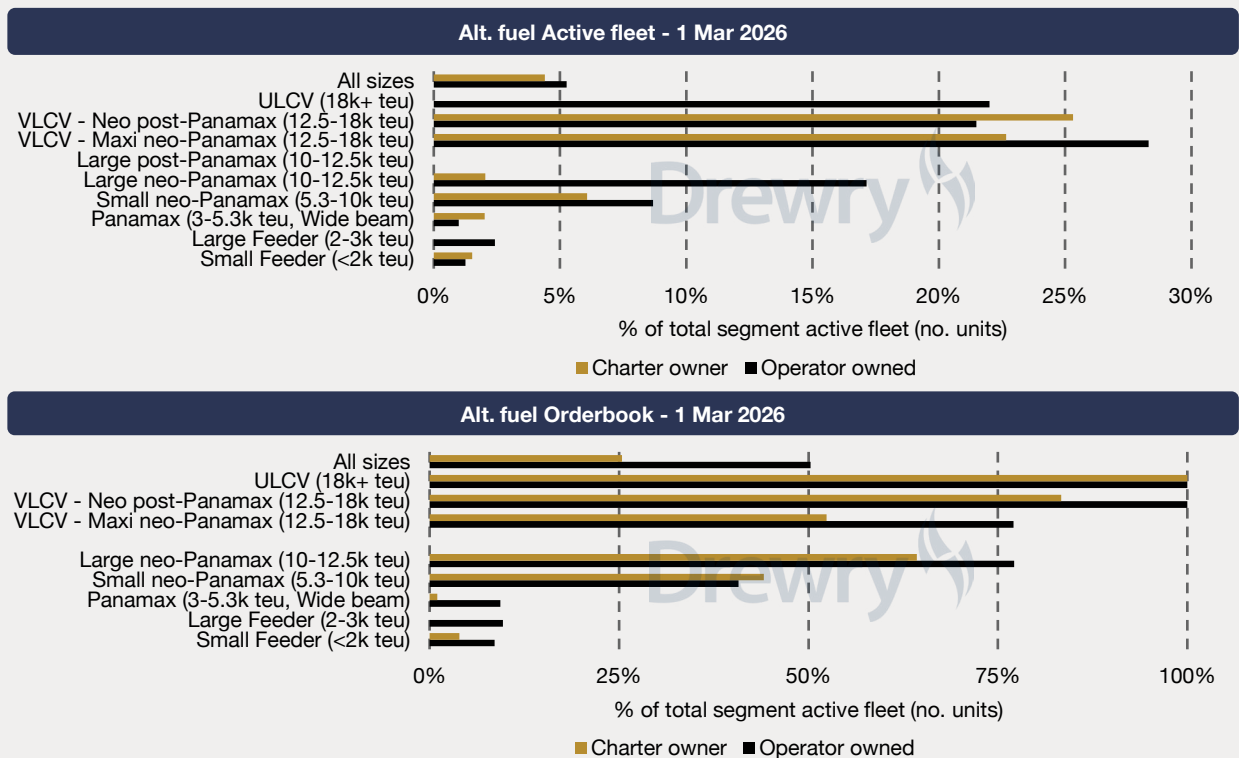 Alt. fuel Active fleet - 1 Mar 2026
All sizes
ULCV (18k+ teu)
VLCV - Neo post-Panamax (12.5-18k teu)
VLCV - Maxi neo-Panamax (12.5-18k teu)
Large post-Panamax (10-12.5k teu)
Large neo-Panamax (10-12.5k teu)
Small neo-Panamax (5.3-10k teu)
Panamax (3-5.3k teu, Wide beam)
Large Feeder (2-3k teu)
Small Feeder (<2k teu)
Drewry
0% 5% 10% 15% 20% 25% 30%
% of total segment active fleet (no. units)
Charter owner Operator owned
Alt. fuel Orderbook - 1 Mar 2026
All sizes
ULCV (18k+ teu)
VLCV - Neo post-Panamax (12.5-18k teu)
VLCV - Maxi neo-Panamax (12.5-18k teu)
Large neo-Panamax (10-12.5k teu)
Small neo-Panamax (5.3-10k teu)
Panamax (3-5.3k teu, Wide beam)
Large Feeder (2-3k teu)
Small Feeder (<2k teu)
Drewry
0% 25% 50% 75% 100%
% of total segment active fleet (no. units)
Charter owner Operator owned